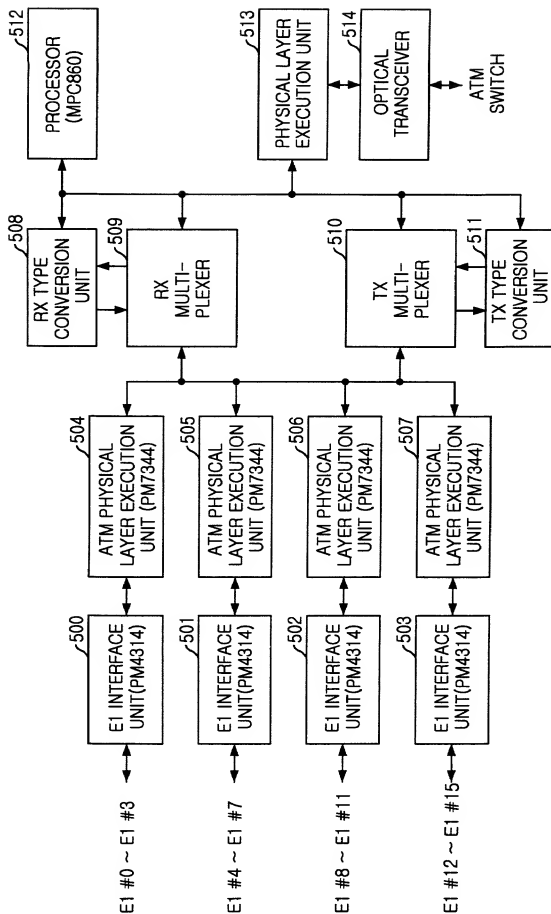 E1 #0 ~ E1 #3
500
E1 INTERFACE
UNIT(PM4314)
504
ATM PHYSICAL
LAYER EXECUTION
UNIT (PM7344)
E1 #4 ~ E1 #7
501
E1 INTERFACE
UNIT(PM4314)
505
ATM PHYSICAL
LAYER EXECUTION
UNIT (PM7344)
E1 #8 ~ E1 #11
502
E1 INTERFACE
UNIT(PM4314)
506
ATM PHYSICAL
LAYER EXECUTION
UNIT (PM7344)
E1 #12 ~ E1 #15
503
E1 INTERFACE
UNIT(PM4314)
507
ATM PHYSICAL
LAYER EXECUTION
UNIT (PM7344)
508
RX TYPE
CONVERSION
UNIT
509
RX
MULTI-
PLEXER
510
TX
MULTI-
PLEXER
511
TX TYPE
CONVERSION
UNIT
512
PROCESSOR
(MPC860)
513
PHYSICAL LAYER
EXECUTION UNIT
514
OPTICAL
TRANSCEIVER
ATM
SWITCH